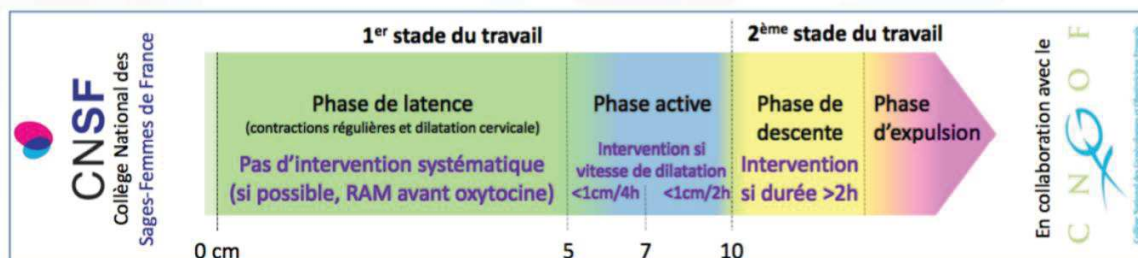 CNSF
Collège National des
Sages-Femmes de France
1er stade du travail
2ème stade du travail
Phase de latence
(contractions régulières et dilatation cervicale)
Pas d'intervention systématique
(si possible, RAM avant oxytocine)
Phase active
Intervention si
vitesse de dilatation
<1cm/4h
<1cm/2h
Phase de
descente
Intervention
si durée >2h
Phase
d'expulsion
0 cm
5
7
10
En collaboration avec le
CNGOF